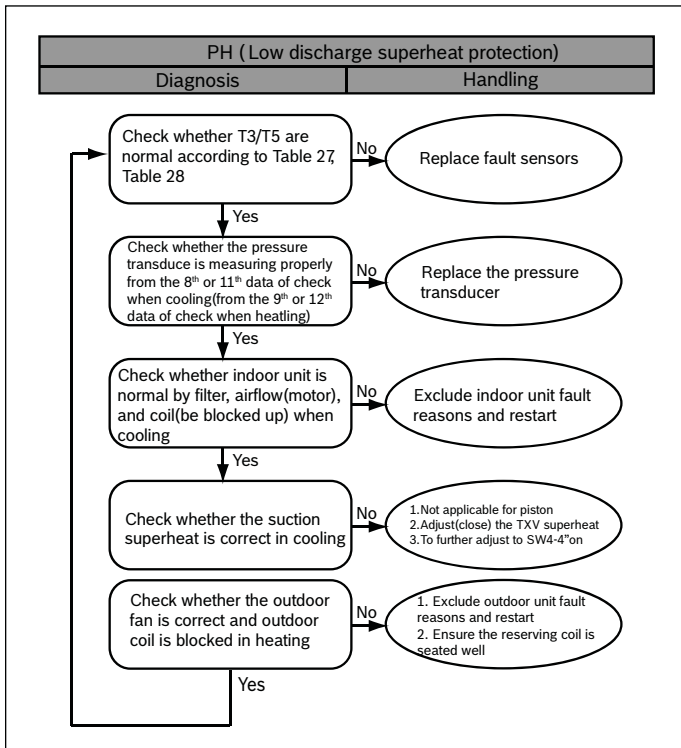 PH (Low discharge superheat protection)
Diagnosis
Handling
Check whether T3/T5 are
normal according to Table 27,
Table 28
No
Replace fault sensors
Yes
Check whether the pressure
transduce is measuring properly
from the 8th or 11th data of check
when cooling(from the 9th or 12th
data of check when heatling)
No
Replace the pressure
transducer
Yes
Check whether indoor unit is
normal by filter, airflow(motor),
and coil(be blocked up) when
cooling
No
Exclude indoor unit fault
reasons and restart
Yes
Check whether the suction
superheat is correct in cooling
No
1.Not applicable for piston
2.Adjust(close) the TXV superheat
3.To further adjust to SW4-4"on
Check whether the outdoor
fan is correct and outdoor
coil is blocked in heating
No
1. Exclude outdoor unit fault
reasons and restart
2. Ensure the reserving coil is
seated well
Yes